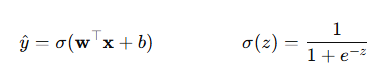 ŷ = σ(w⊤x + b) σ(z) = 1 / (1 + e^{−z})